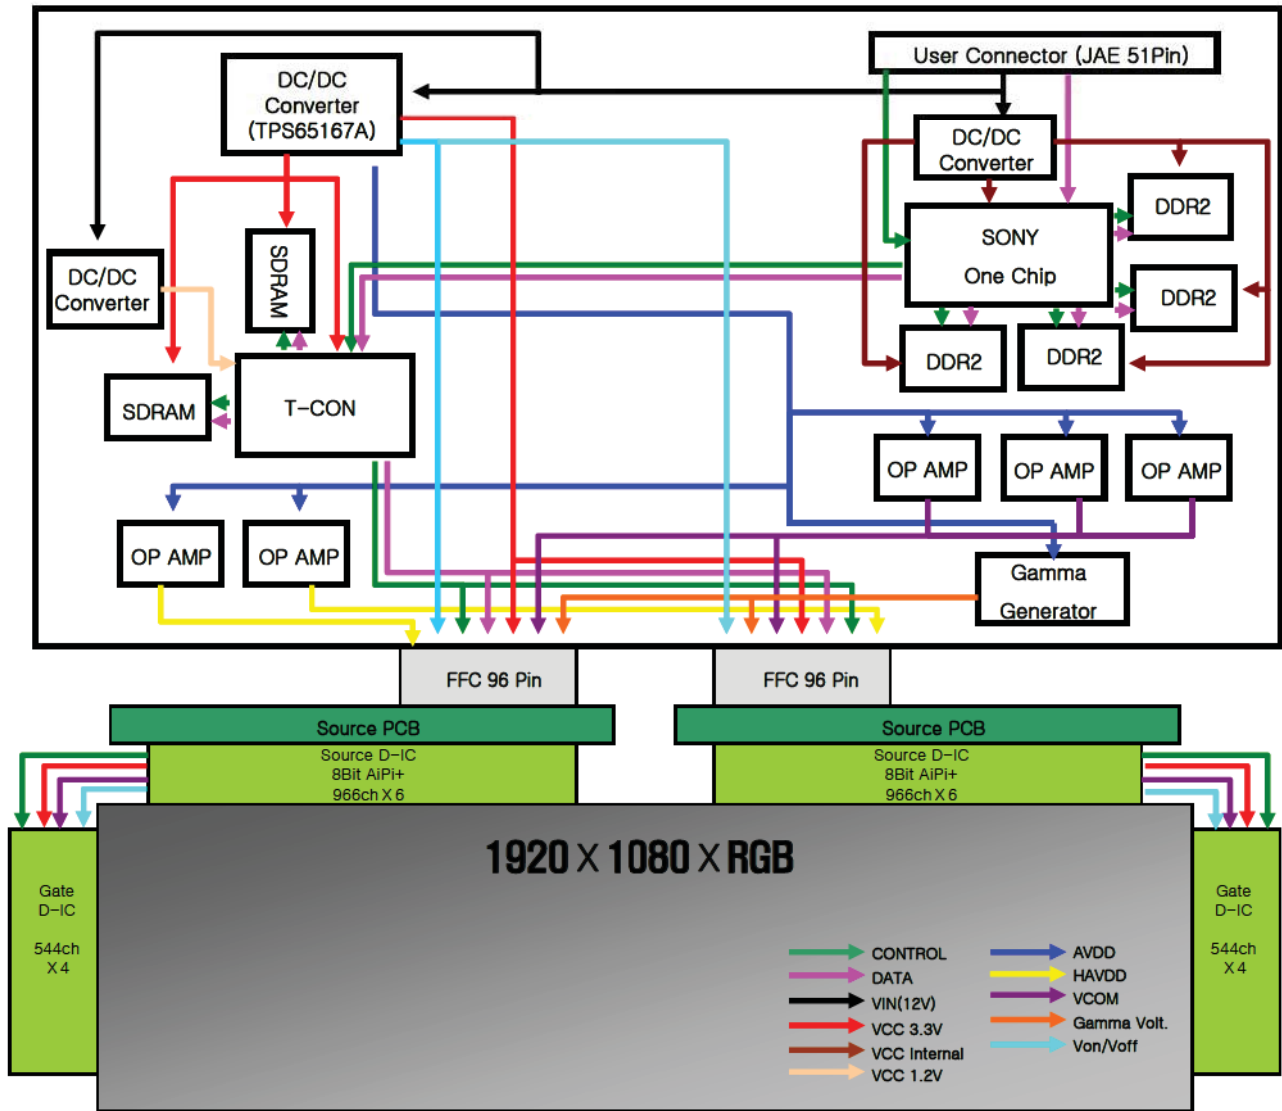 User Connector (JAE 51Pin)
DC/DC
Converter
(TPS65167A)
DC/DC
Converter
DDR2
SONY
One Chip
SDRAM
DC/DC
Converter
DDR2
DDR2
DDR2
SDRAM
T-CON
OP AMP
OP AMP
OP AMP
OP AMP
OP AMP
Gamma
Generator
FFC 96 Pin
FFC 96 Pin
Source PCB
Source PCB
Source D-IC
8Bit AiPi+
966ch X 6
Source D-IC
8Bit AiPi+
966ch X 6
1920 X 1080 X RGB
Gate
D-IC
544ch
X 4
Gate
D-IC
544ch
X 4
CONTROL
DATA
VIN(12V)
VCC 3.3V
VCC Internal
VCC 1.2V
AVDD
HAVDD
VCOM
Gamma Volt.
Von/Voff